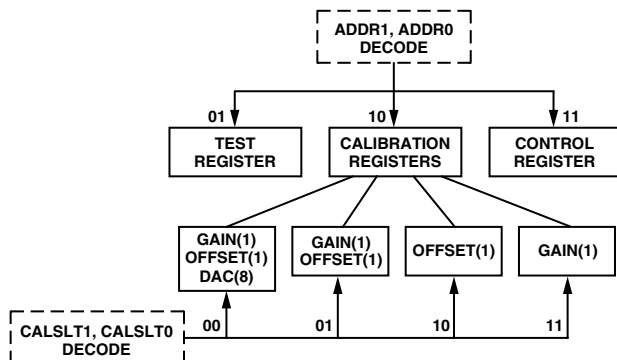 ADDR1, ADDR0
DECODE
01
10
11
TEST
REGISTER
CALIBRATION
REGISTERS
CONTROL
REGISTER
GAIN(1)
OFFSET(1)
DAC(8)
GAIN(1)
OFFSET(1)
OFFSET(1)
GAIN(1)
CALSLT1, CALSLT0
DECODE
00
01
10
11